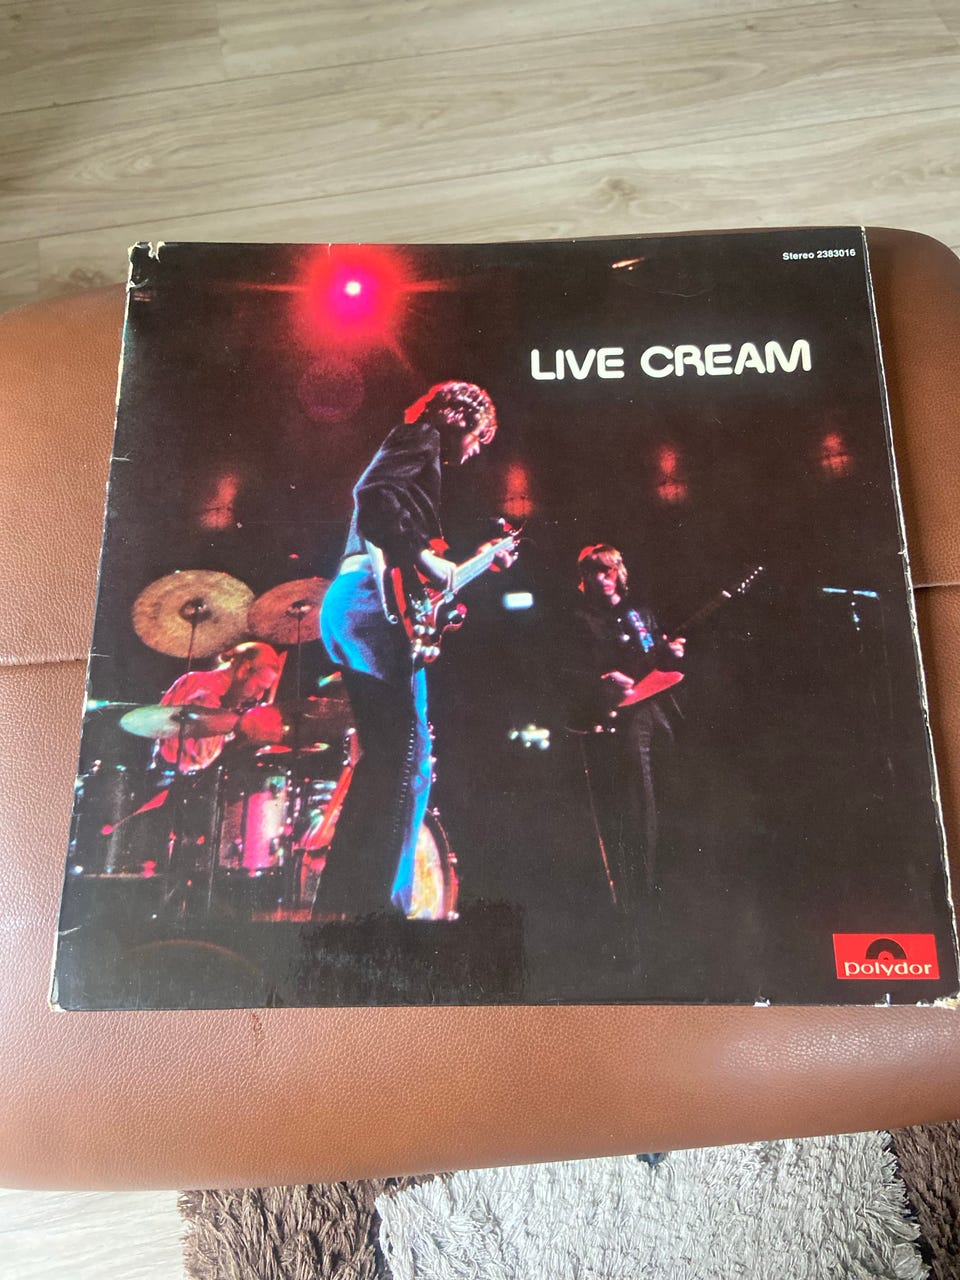 Stereo 2383016
LIVE CREAM
polydor